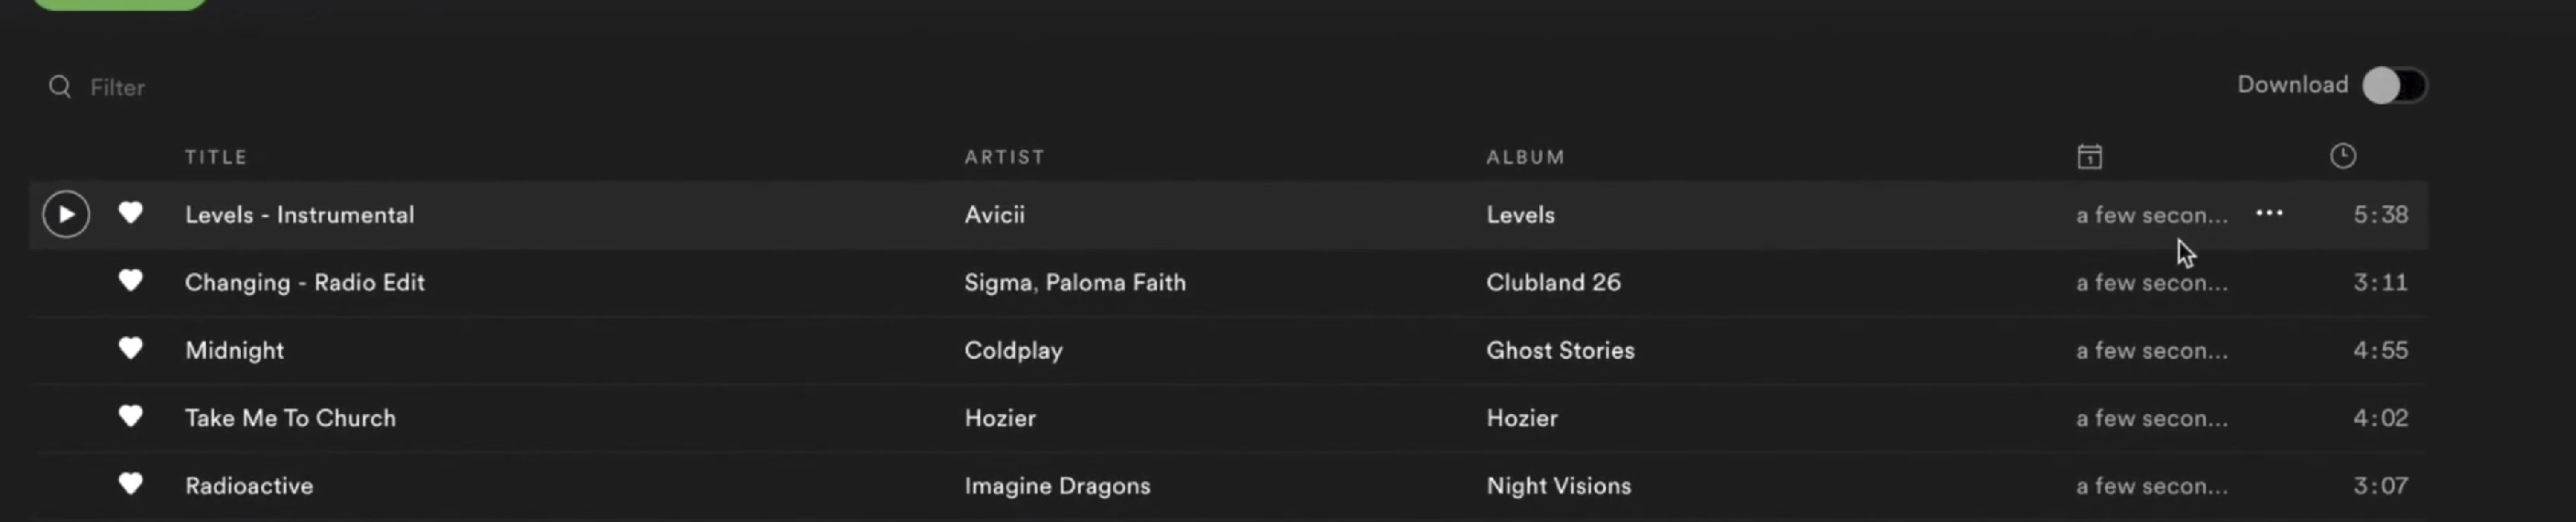 Filter Download
TITLE ARTIST ALBUM 1
Levels - Instrumental Avicii Levels a few secon... ... 5:38
Changing - Radio Edit Sigma, Paloma Faith Clubland 26 a few secon... 3:11
Midnight Coldplay Ghost Stories a few secon... 4:55
Take Me To Church Hozier Hozier a few secon... 4:02
Radioactive Imagine Dragons Night Visions a few secon... 3:07